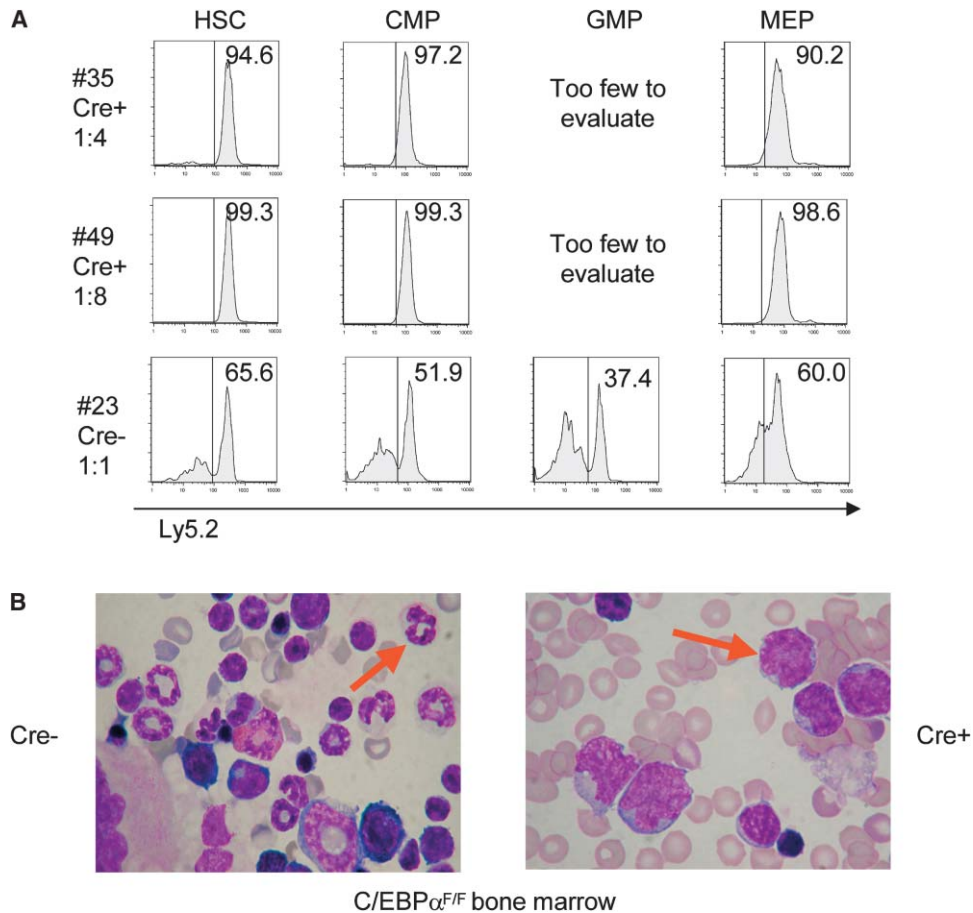 A
HSC CMP GMP MEP
#35
Cre+
1:4
94.6
97.2
Too few to
evaluate
90.2
#49
Cre+
1:8
99.3
99.3
Too few to
evaluate
98.6
#23
Cre-
1:1
65.6
51.9
37.4
60.0
Ly5.2
B
Cre-
Cre+
C/EBPα^F/F bone marrow